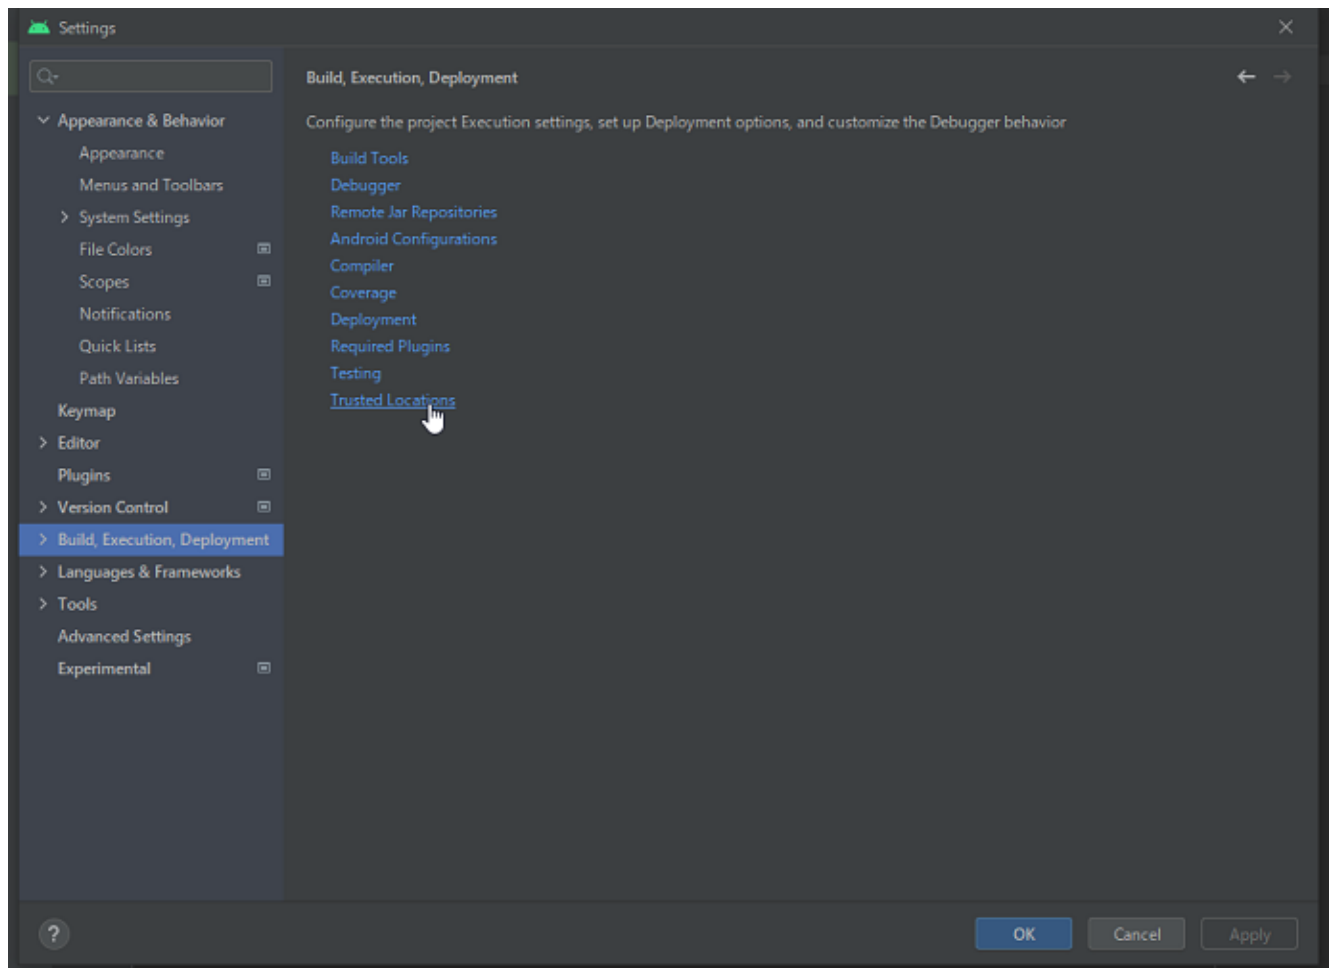 Settings
Appearance & Behavior
Appearance
Menus and Toolbars
System Settings
File Colors
Scopes
Notifications
Quick Lists
Path Variables
Keymap
Editor
Plugins
Version Control
Build, Execution, Deployment
Languages & Frameworks
Tools
Advanced Settings
Experimental
Build, Execution, Deployment
Configure the project Execution settings, set up Deployment options, and customize the Debugger behavior
Build Tools
Debugger
Remote Jar Repositories
Android Configurations
Compiler
Coverage
Deployment
Required Plugins
Testing
Trusted Locations
?
OK
Cancel
Apply